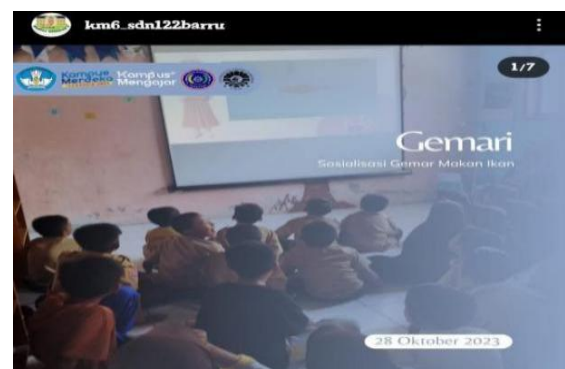 km6_sdn122barru
1/7
Kampus Merdeka
Kampus Mengajar
Gemari
Sosialisasi Gemar Makan Ikan
28 Oktober 2023